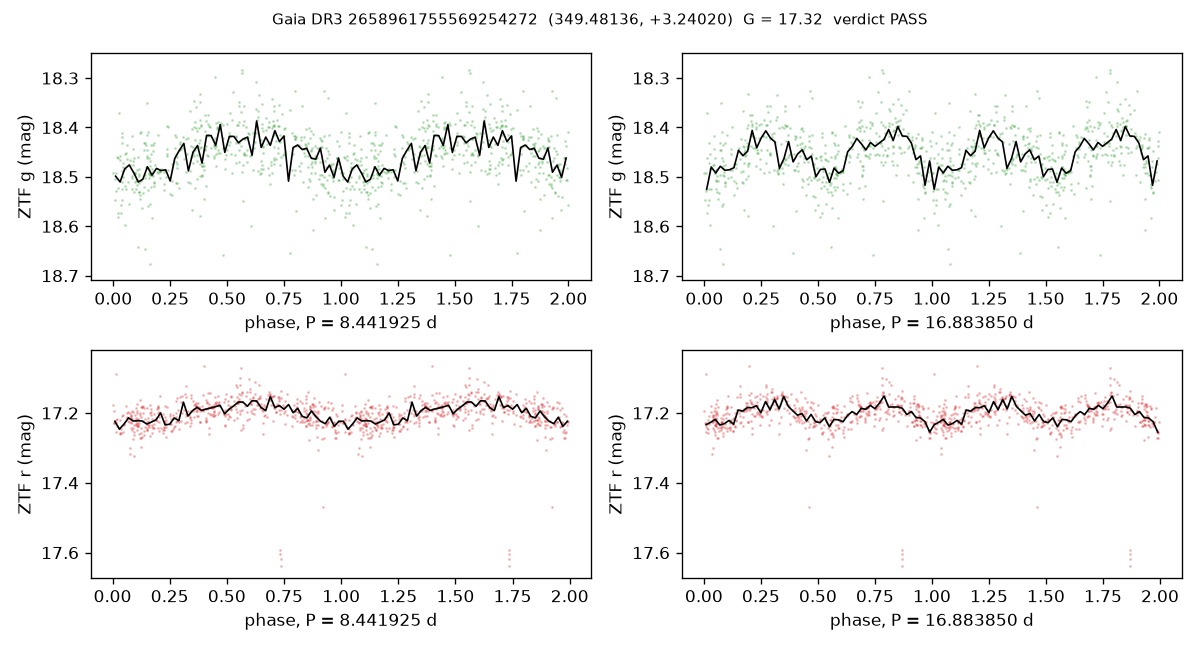 Gaia DR3 2658961755569254272 (349.48136, +3.24020) G = 17.32 verdict PASS
ZTF g (mag)
18.3
18.4
18.5
18.6
18.7
0.00 0.25 0.50 0.75 1.00 1.25 1.50 1.75 2.00
phase, P = 8.441925 d
ZTF g (mag)
18.3
18.4
18.5
18.6
18.7
0.00 0.25 0.50 0.75 1.00 1.25 1.50 1.75 2.00
phase, P = 16.883850 d
ZTF r (mag)
17.2
17.4
17.6
0.00 0.25 0.50 0.75 1.00 1.25 1.50 1.75 2.00
phase, P = 8.441925 d
ZTF r (mag)
17.2
17.4
17.6
0.00 0.25 0.50 0.75 1.00 1.25 1.50 1.75 2.00
phase, P = 16.883850 d